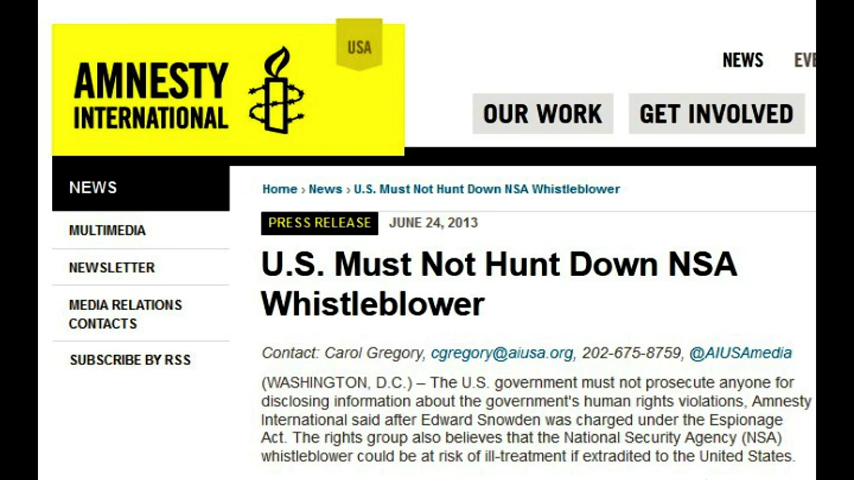 USA
AMNESTY
INTERNATIONAL
NEWS
OUR WORK
GET INVOLVED
NEWS
MULTIMEDIA
NEWSLETTER
MEDIA RELATIONS
CONTACTS
SUBSCRIBE BY RSS
Home › News › U.S. Must Not Hunt Down NSA Whistleblower
PRESS RELEASE JUNE 24, 2013
U.S. Must Not Hunt Down NSA
Whistleblower
Contact: Carol Gregory, cgregory@aiusa.org, 202-675-8759, @AIUSAmedia
(WASHINGTON, D.C.) – The U.S. government must not prosecute anyone for
disclosing information about the government's human rights violations, Amnesty
International said after Edward Snowden was charged under the Espionage
Act. The rights group also believes that the National Security Agency (NSA)
whistleblower could be at risk of ill-treatment if extradited to the United States.